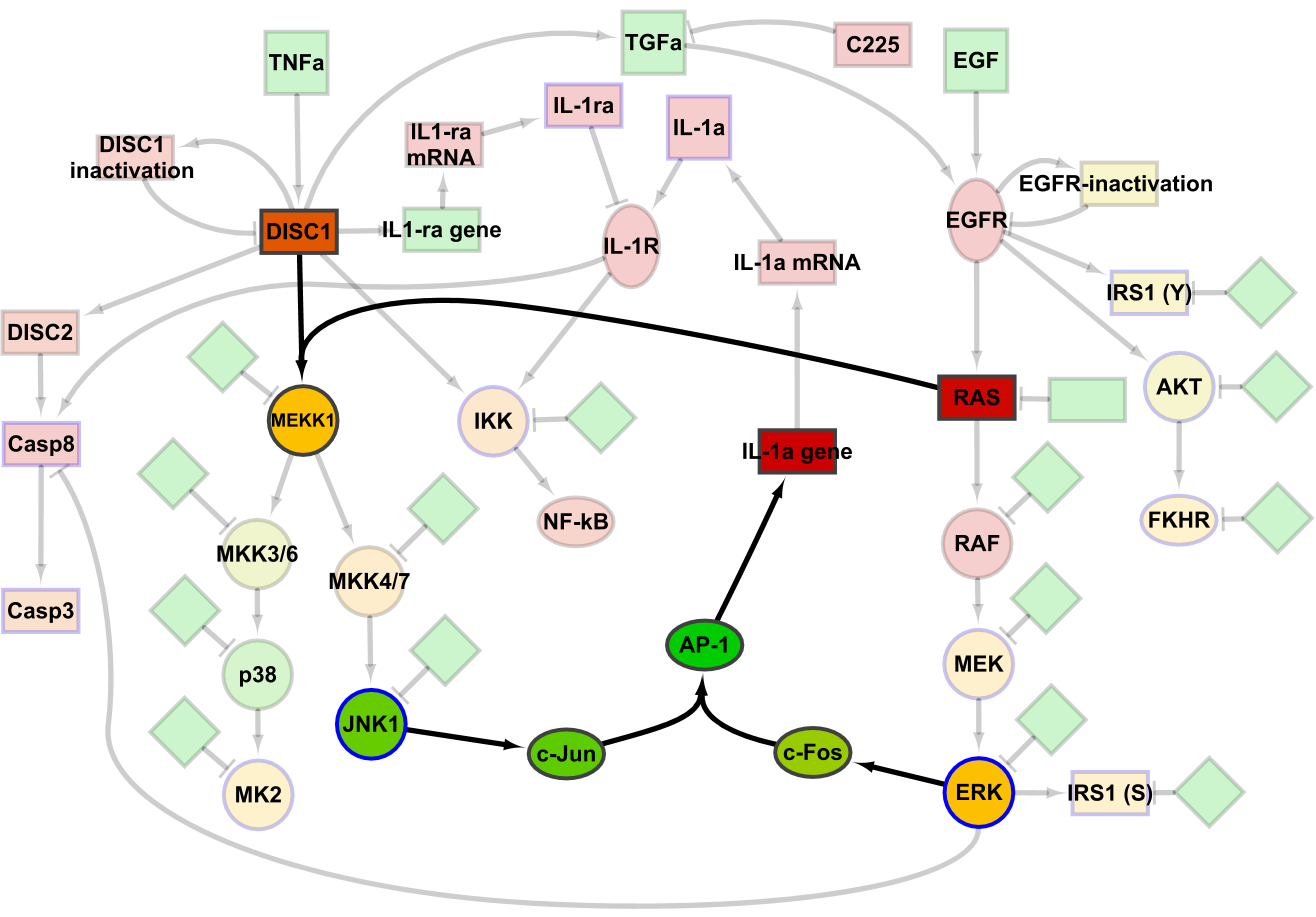 TGFa
C225
TNFa
EGF
IL-1ra
IL-1a
IL1-ra
mRNA
DISC1
inactivation
EGFR-inactivation
EGFR
DISC1
IL1-ra gene
IL-1R
IL-1a mRNA
IRS1 (Y)
DISC2
AKT
RAS
MEKK1
IKK
Casp8
IL-1a gene
NF-kB
FKHR
RAF
MKK3/6
MKK4/7
Casp3
AP-1
MEK
p38
JNK1
c-Jun
c-Fos
MK2
ERK
IRS1 (S)